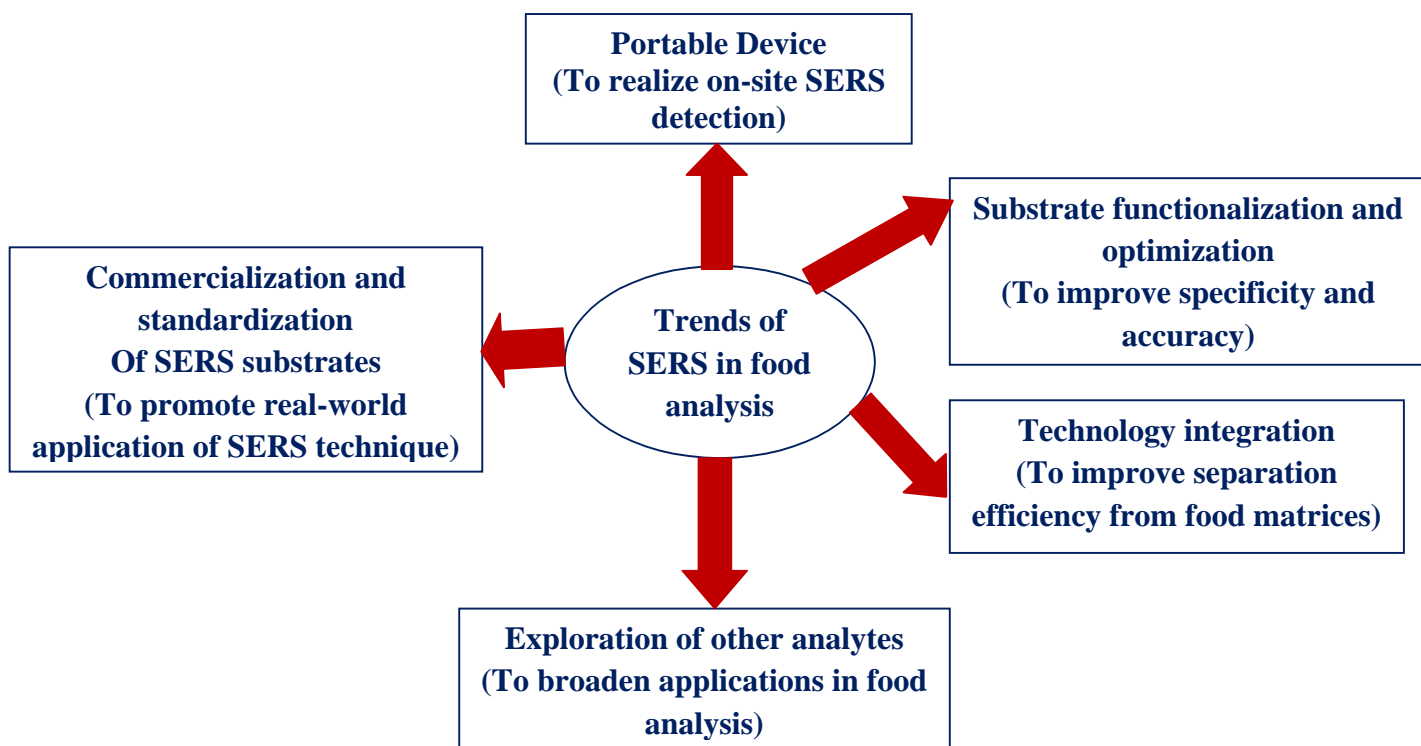 Portable Device
(To realize on-site SERS
detection)
Substrate functionalization and
optimization
(To improve specificity and
accuracy)
Commercialization and
standardization
Of SERS substrates
(To promote real-world
application of SERS technique)
Trends of
SERS in food
analysis
Technology integration
(To improve separation
efficiency from food matrices)
Exploration of other analytes
(To broaden applications in food
analysis)